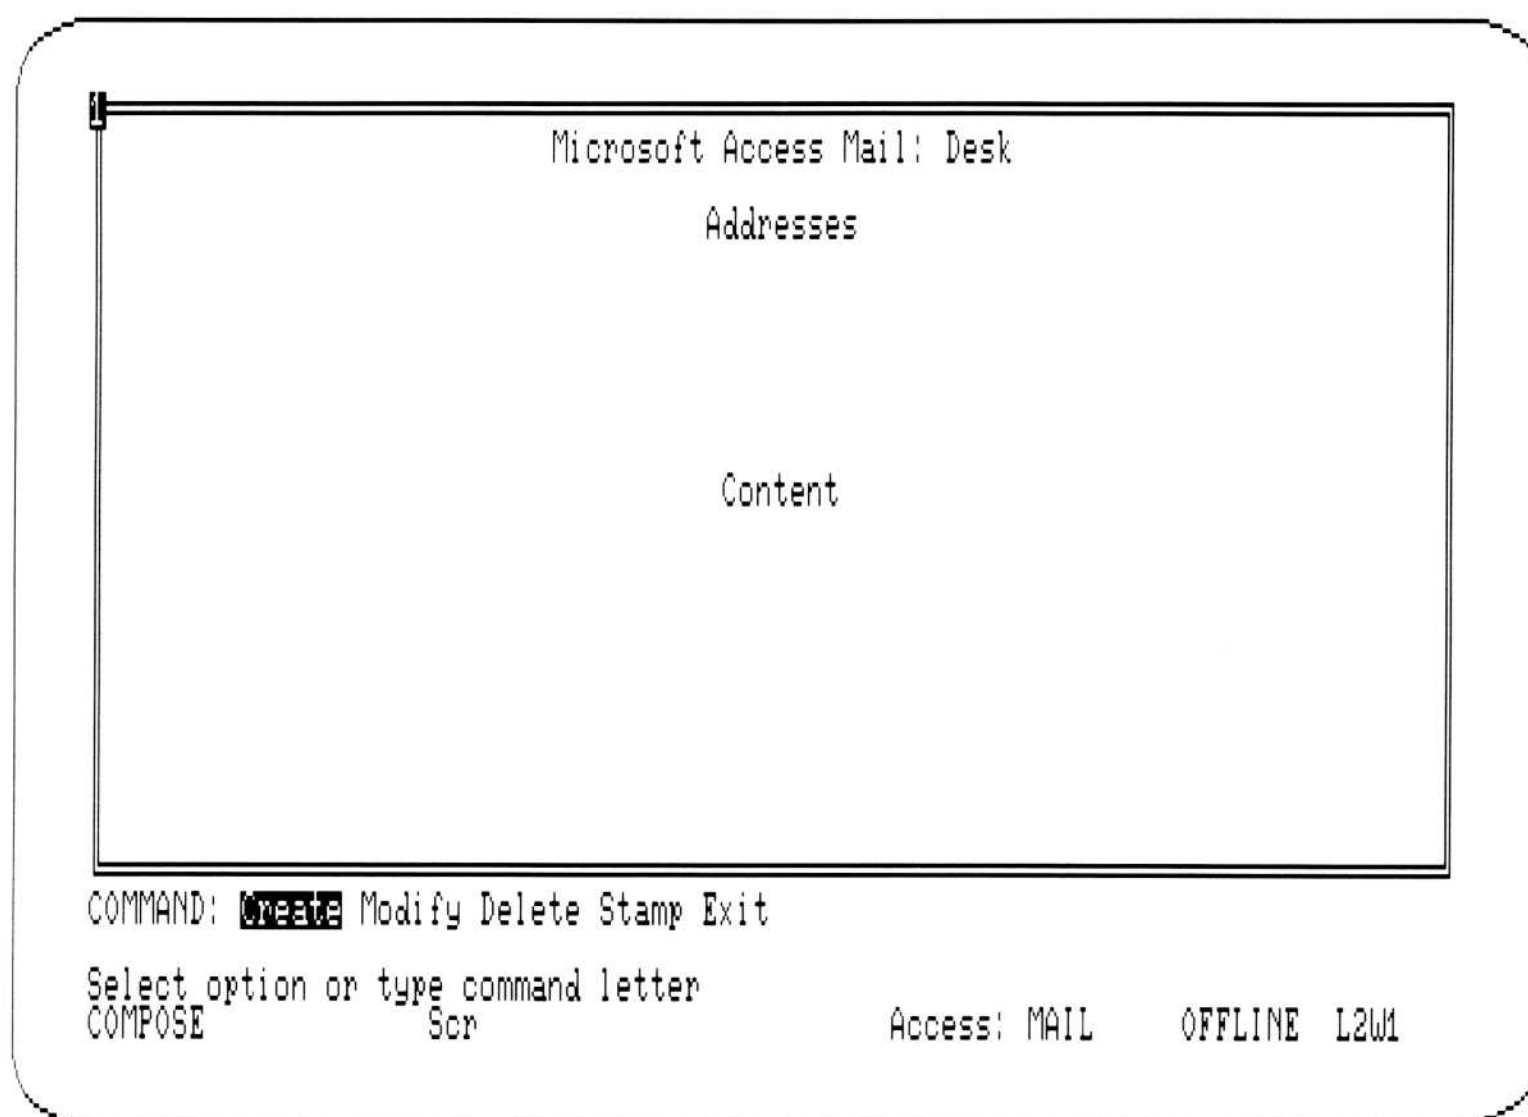 1
Microsoft Access Mail: Desk
Addresses
Content
COMMAND: Create Modify Delete Stamp Exit
Select option or type command letter
COMPOSE Scr Access: MAIL OFFLINE L2W1